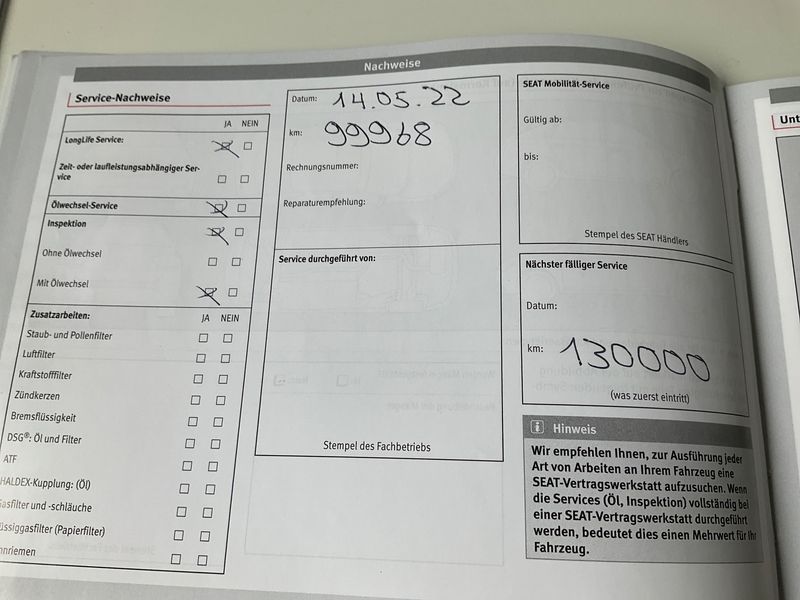 Nachweise
Service-Nachweise
JA NEIN
LongLife Service:
Zeit- oder laufleistungsabhängiger Ser-
vice
Ölwechsel-Service
Inspektion
Ohne Ölwechsel
Mit Ölwechsel
Zusatzarbeiten: JA NEIN
Staub- und Pollenfilter
Luftfilter
Kraftstofffilter
Zündkerzen
Bremsflüssigkeit
DSG®: Öl und Filter
ATF
HALDEX-Kupplung: (Öl)
asfilter und -schläuche
üssiggasfilter (Papierfilter)
hnriemen
Datum: 14.05.22
km: 99968
Rechnungsnummer:
Reparaturempfehlung:
Service durchgeführt von:
Stempel des Fachbetriebs
SEAT Mobilität-Service
Gültig ab:
bis:
Stempel des SEAT Händlers
Nächster fälliger Service
Datum:
km: 130000
(was zuerst eintritt)
i Hinweis
Wir empfehlen Ihnen, zur Ausführung jeder
Art von Arbeiten an Ihrem Fahrzeug eine
SEAT-Vertragswerkstatt aufzusuchen. Wenn
die Services (Öl, Inspektion) vollständig bei
einer SEAT-Vertragswerkstatt durchgeführt
werden, bedeutet dies einen Mehrwert für Ihr
Fahrzeug.
Unt